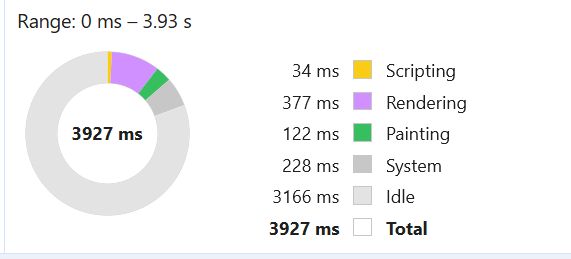 Range: 0 ms – 3.93 s
3927 ms
34 ms Scripting
377 ms Rendering
122 ms Painting
228 ms System
3166 ms Idle
3927 ms Total